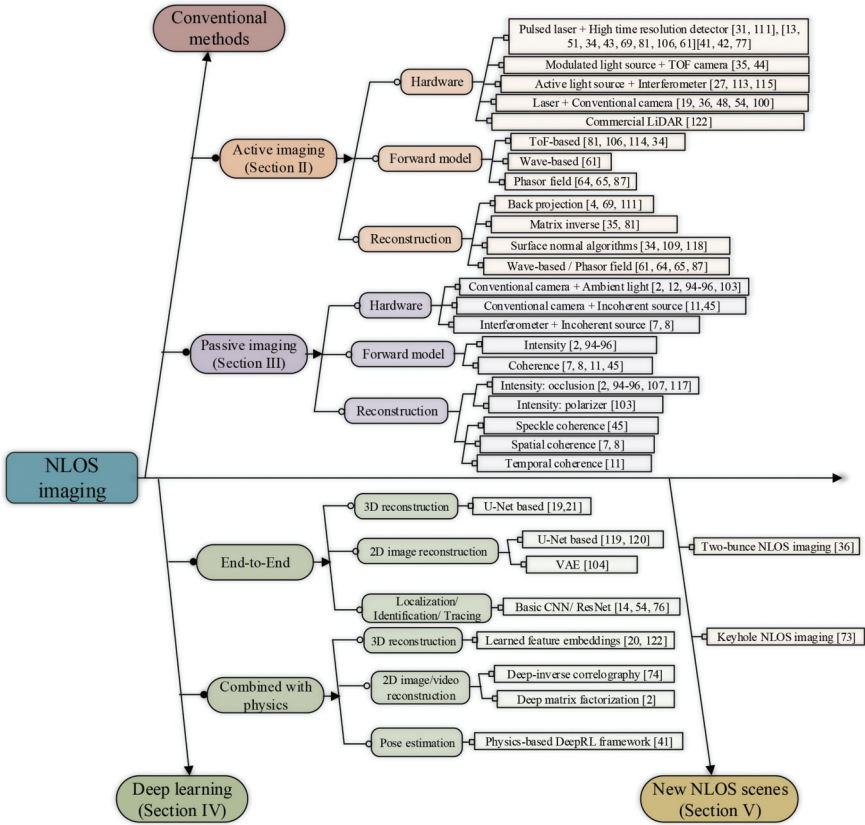 Conventional
methods
Pulsed laser + High time resolution detector [31, 111], [13,
51, 34, 43, 69, 81, 106, 61][41, 42, 77]
Modulated light source + TOF camera [35, 44]
Hardware
Active light source + Interferometer [27, 113, 115]
Laser + Conventional camera [19, 36, 48, 54, 100]
Commercial LiDAR [122]
Active imaging
(Section II)
ToF-based [81, 106, 114, 34]
Forward model
Wave-based [61]
Phasor field [64, 65, 87]
Back projection [4, 69, 111]
Matrix inverse [35, 81]
Reconstruction
Surface normal algorithms [34, 109, 118]
Wave-based / Phasor field [61, 64, 65, 87]
Conventional camera + Ambient light [2, 12, 94-96, 103]
Hardware
Conventional camera + Incoherent source [11,45]
Interferometer + Incoherent source [7, 8]
Passive imaging
(Section III)
Intensity [2, 94-96]
Forward model
Coherence [7, 8, 11, 45]
Intensity: occlusion [2, 94-96, 107, 117]
Intensity: polarizer [103]
Reconstruction
Speckle coherence [45]
Spatial coherence [7, 8]
Temporal coherence [11]
NLOS
imaging
3D reconstruction
U-Net based [19,21]
End-to-End
2D image reconstruction
U-Net based [119, 120]
VAE [104]
Localization/
Identification/ Tracing
Basic CNN/ ResNet [14, 54, 76]
3D reconstruction
Learned feature embeddings [20, 122]
Combined with
physics
2D image/video
reconstruction
Deep-inverse correlography [74]
Deep matrix factorization [2]
Pose estimation
Physics-based DeepRL framework [41]
Two-bunce NLOS imaging [36]
Keyhole NLOS imaging [73]
Deep learning
(Section IV)
New NLOS scenes
(Section V)